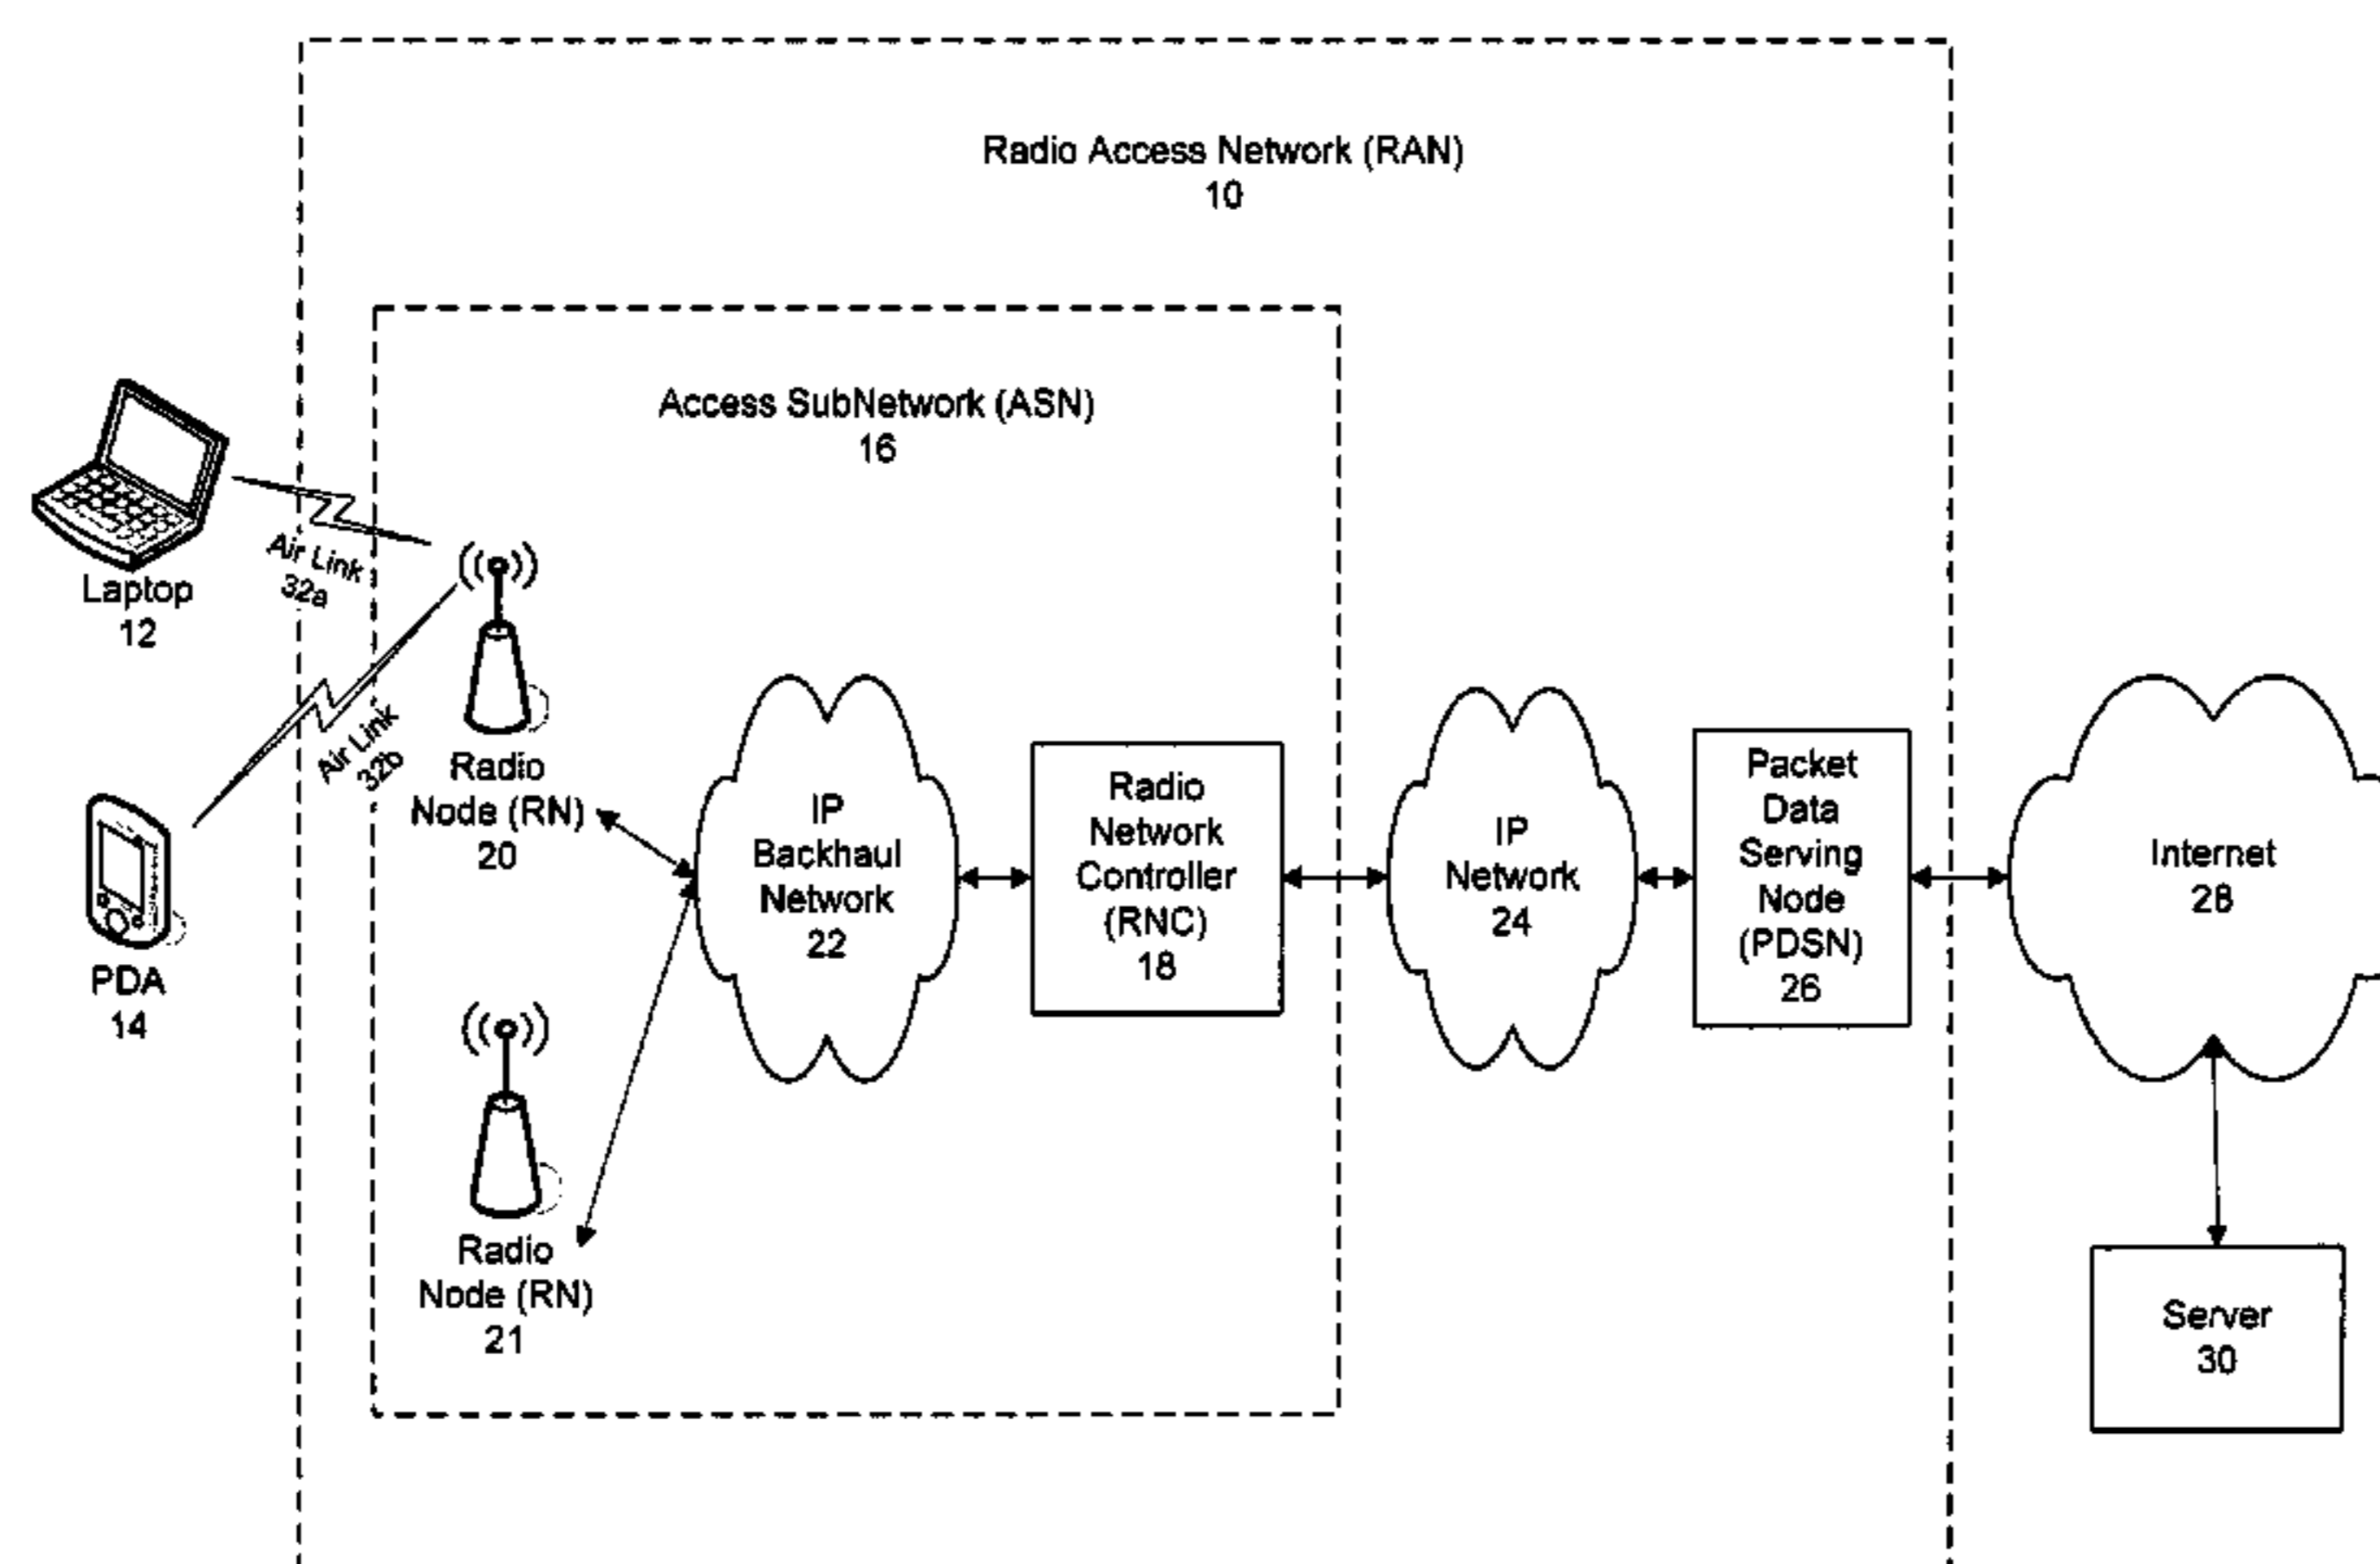 Radio Access Network (RAN)
10
Access SubNetwork (ASN)
16
Laptop
12
Air Link
32a
Air Link
32b
PDA
14
Radio
Node (RN)
20
Radio
Node (RN)
21
IP
Backhaul
Network
22
Radio
Network
Controller
(RNC)
18
IP
Network
24
Packet
Data
Serving
Node
(PDSN)
26
Internet
28
Server
30